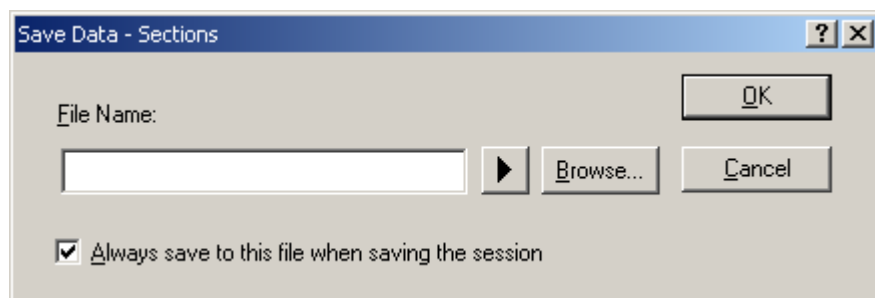 Save Data - Sections
OK
File Name:
Browse...
Cancel
Always save to this file when saving the session